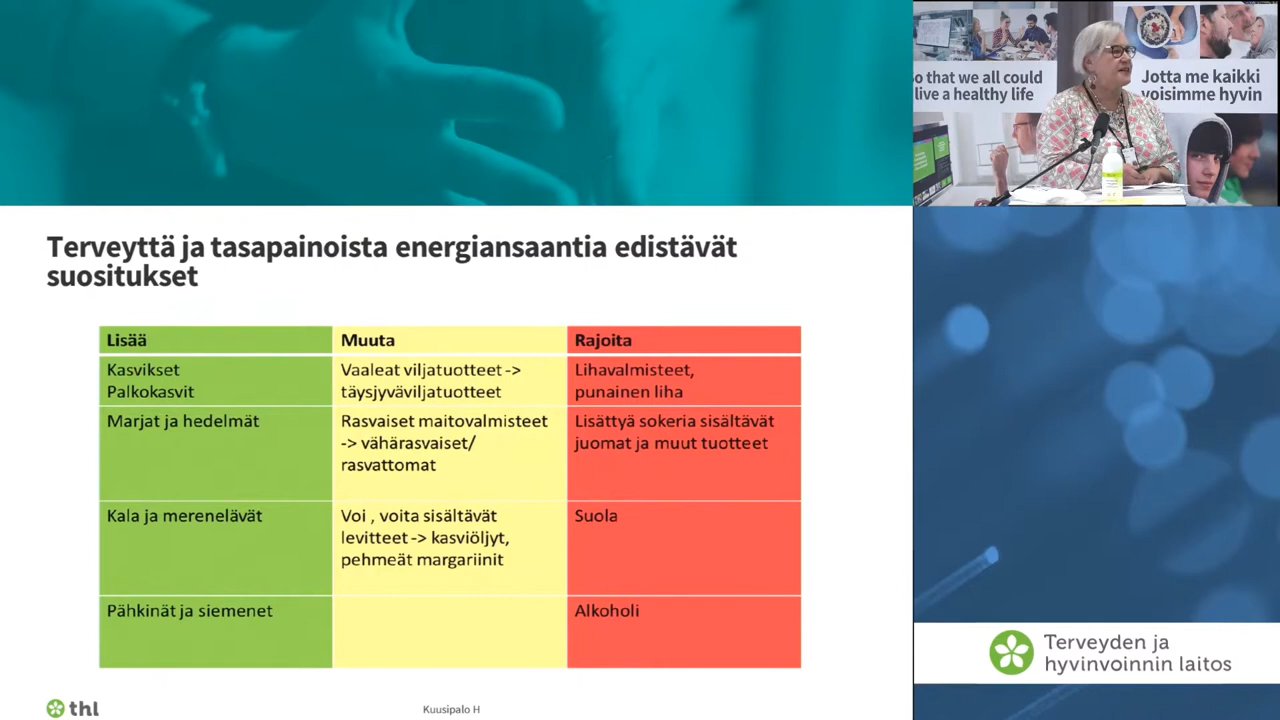 Terveyttä ja tasapainoista energiansaantia edistävät
suositukset
Lisää
Muuta
Rajoita
Kasvikset
Palkokasvit
Vaaleat viljatuotteet ->
täysjyväviljatuotteet
Lihavalmisteet,
punainen liha
Marjat ja hedelmät
Rasvaiset maitovalmisteet
-> vähärasvaiset/
rasvattomat
Lisättyä sokeria sisältävät
juomat ja muut tuotteet
Kala ja merenelävät
Voi , voita sisältävät
levitteet -> kasviöljyt,
pehmeät margariinit
Suola
Pähkinät ja siemenet
Alkoholi
thl
Kuusipalo H
so that we all could
live a healthy life
Jotta me kaikki
voisimme hyvin
Terveyden ja
hyvinvoinnin laitos